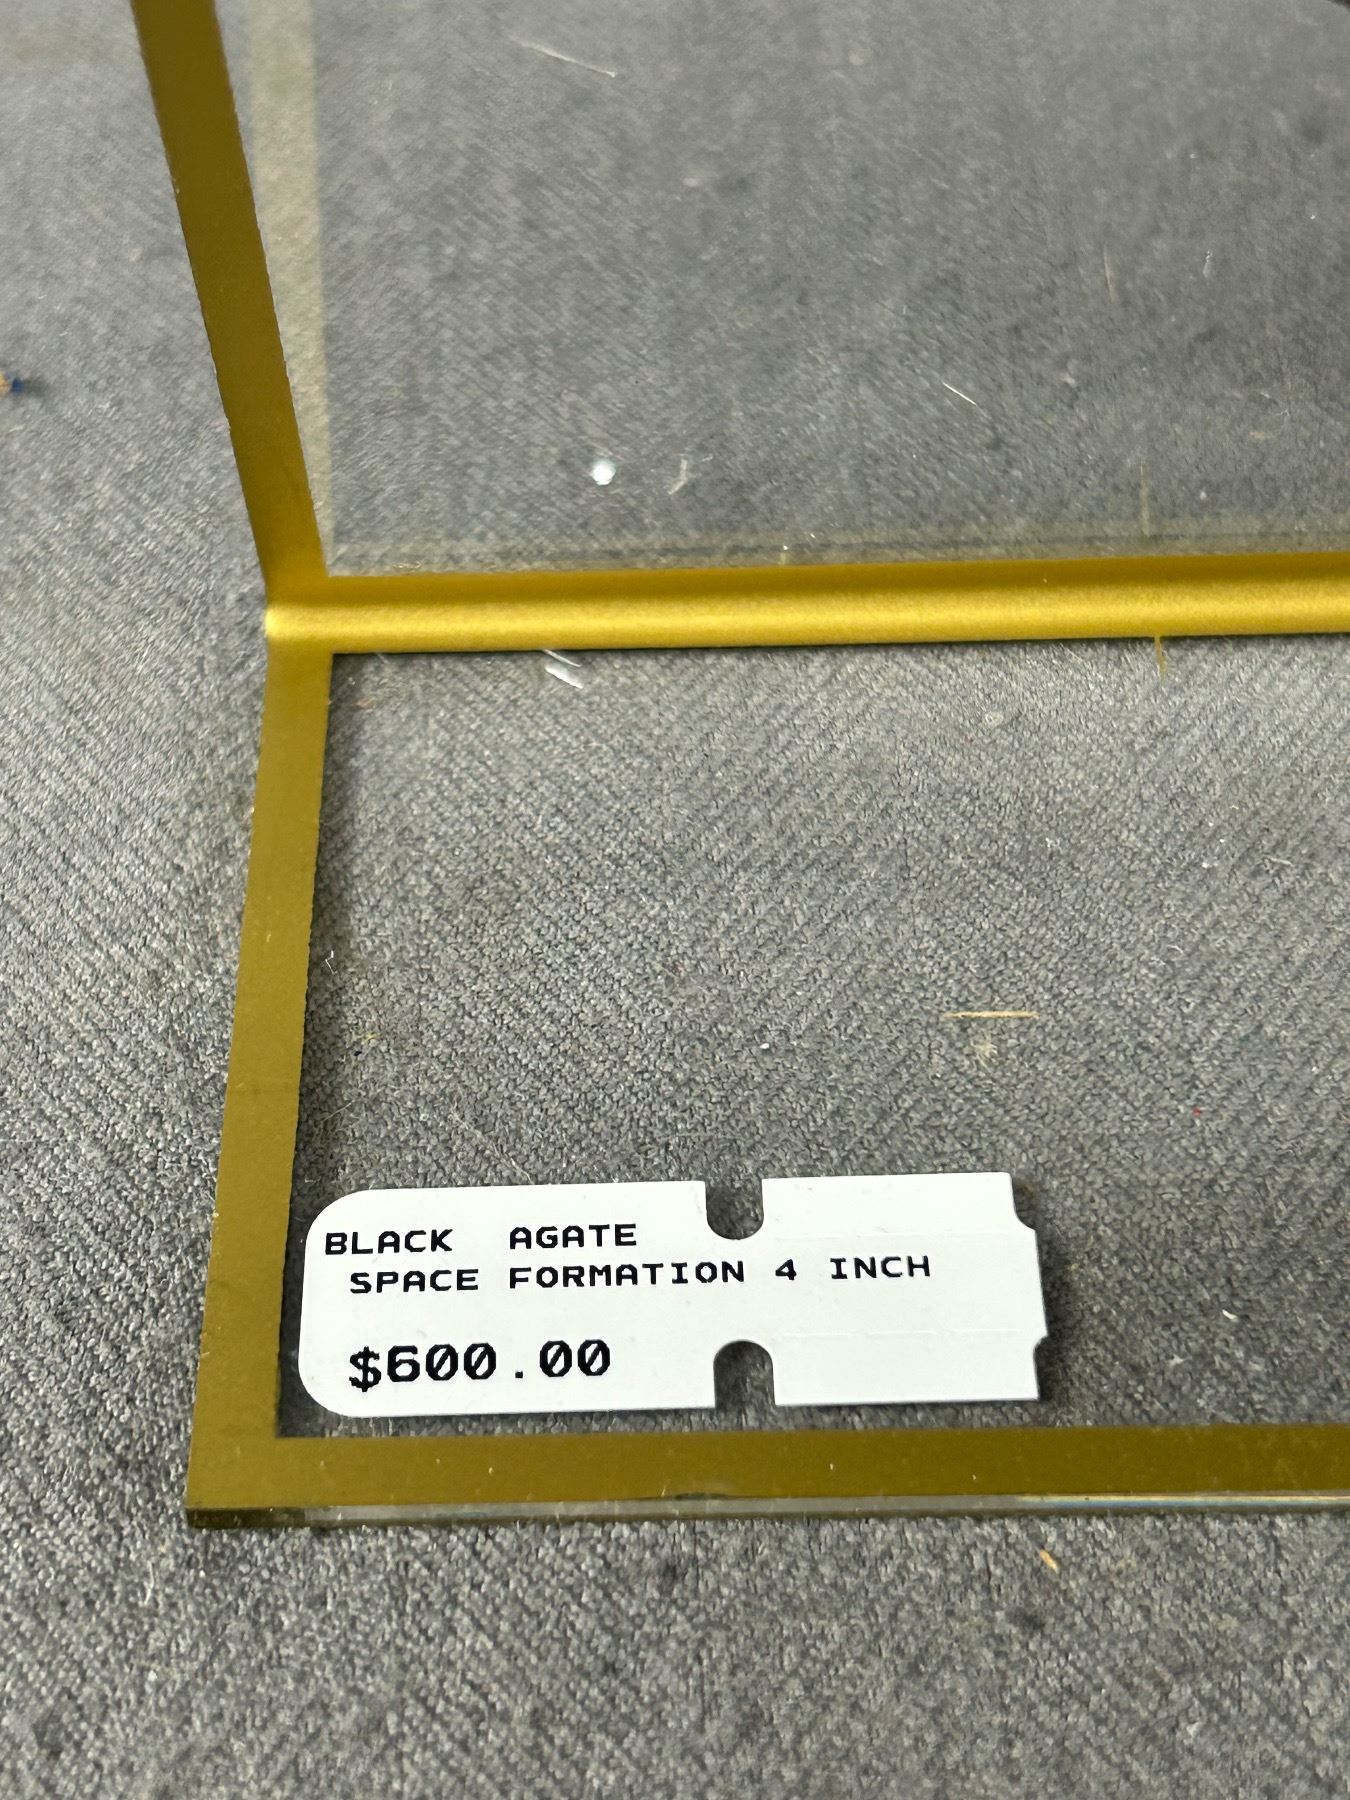 BLACK AGATE
SPACE FORMATION 4 INCH
$600.00